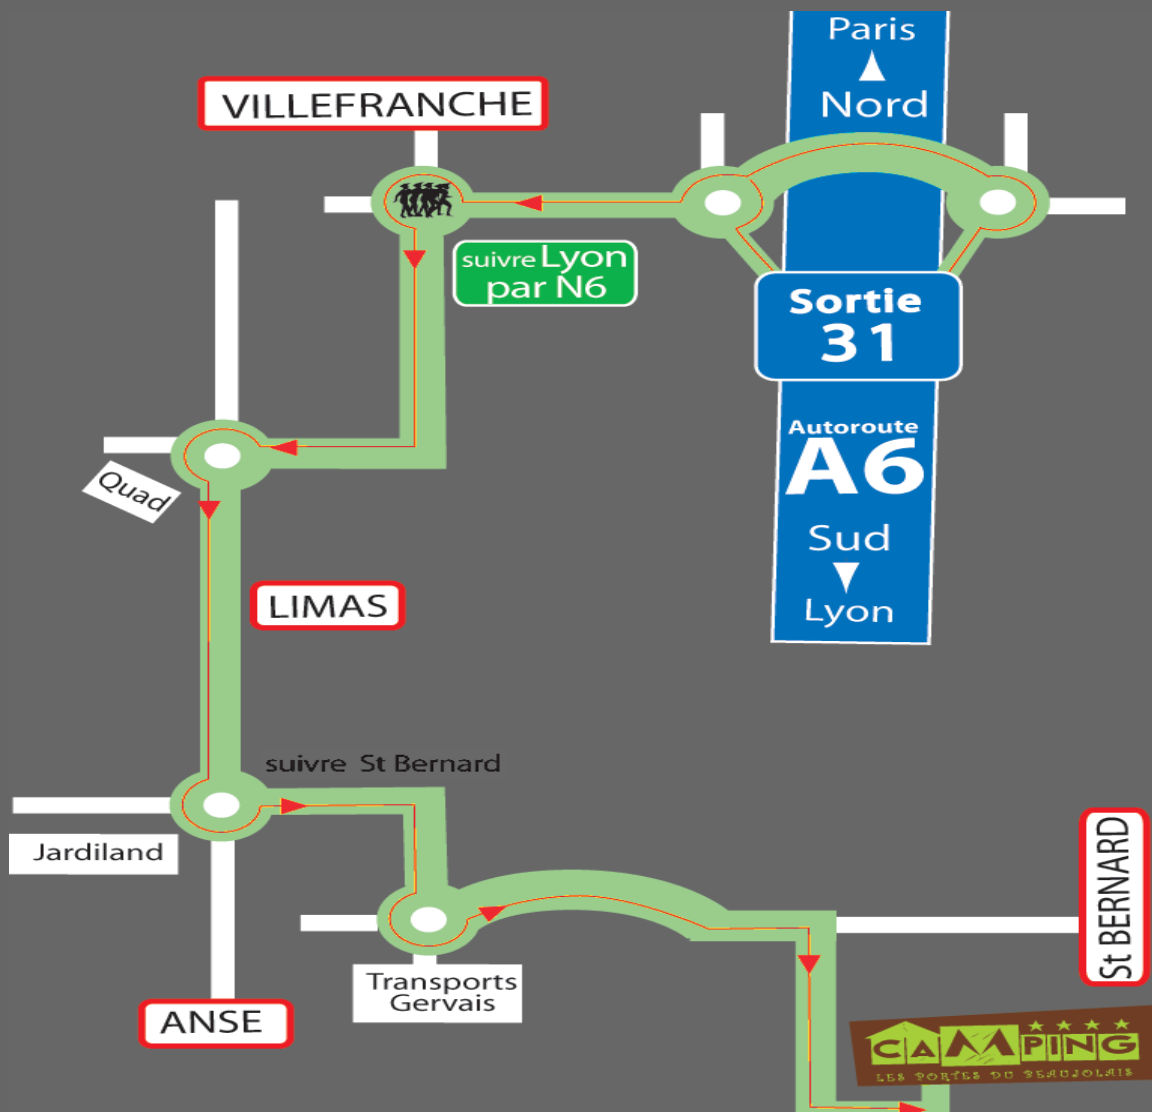 Paris
Nord
VILLEFRANCHE
suivre Lyon
par N6
Sortie
31
Autoroute
A6
Sud
Lyon
Quad
LIMAS
suivre St Bernard
Jardiland
St BERNARD
Transports
Gervais
ANSE
CAMPING
LES PORTES DU BEAUJOLAIS